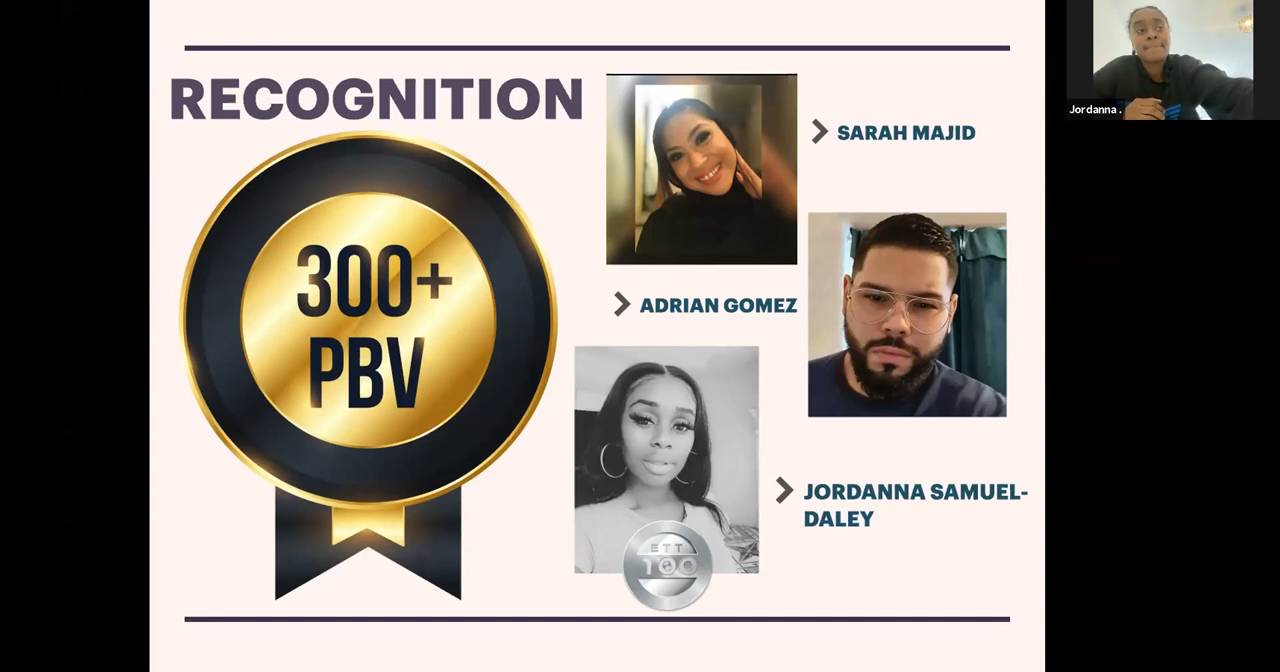 RECOGNITION
300+
PBV
SARAH MAJID
ADRIAN GOMEZ
JORDANNA SAMUEL-
DALEY
ETT
100
Jordanna .